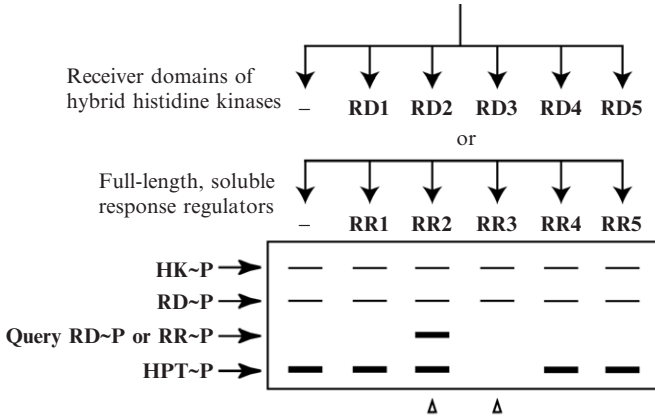 Receiver domains of
hybrid histidine kinases
– RD1 RD2 RD3 RD4 RD5
or
Full-length, soluble
response regulators
– RR1 RR2 RR3 RR4 RR5
HK~P
RD~P
Query RD~P or RR~P
HPT~P